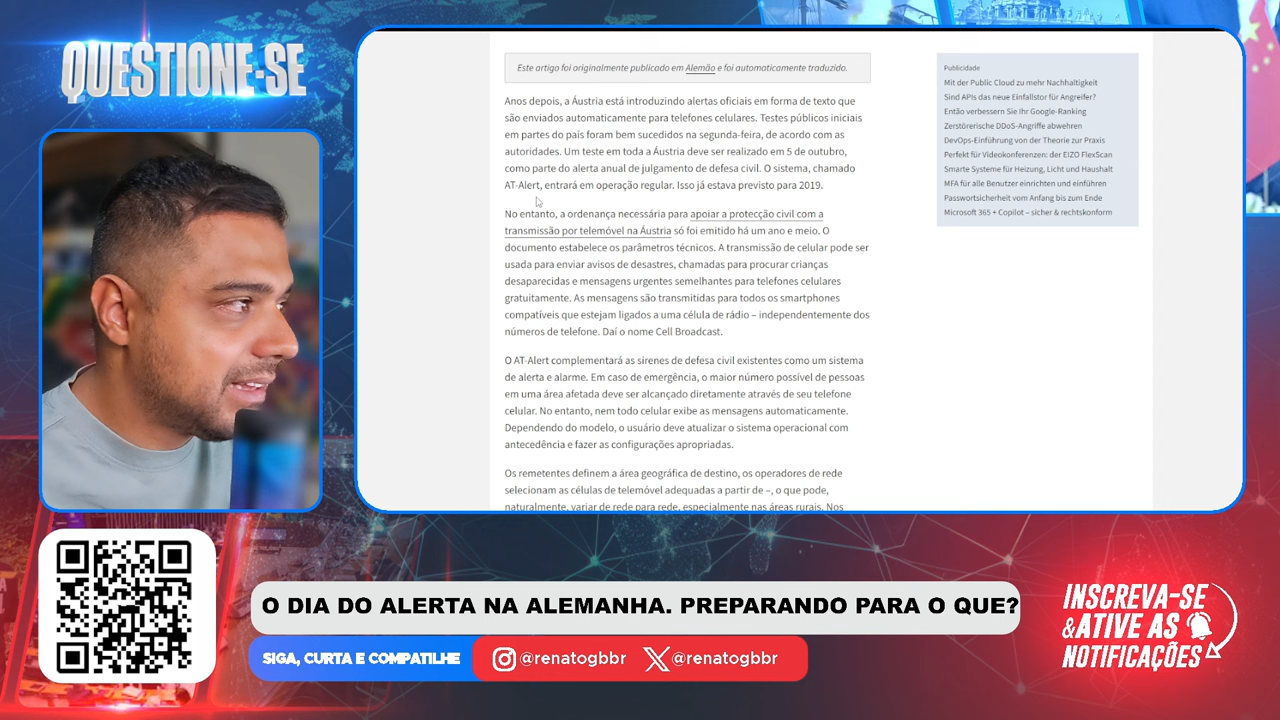 QUESTIONE-SE
Este artigo foi originalmente publicado em Alemão e foi automaticamente traduzido.
Anos depois, a Áustria está introduzindo alertas oficiais em forma de texto que
são enviados automaticamente para telefones celulares. Testes públicos iniciais
em partes do país foram bem sucedidos na segunda-feira, de acordo com as
autoridades. Um teste em toda a Áustria deve ser realizado em 5 de outubro,
como parte do alerta anual de julgamento de defesa civil. O sistema, chamado
AT-Alert, entrará em operação regular. Isso já estava previsto para 2019.
No entanto, a ordenança necessária para apoiar a protecção civil com a
transmissão por telemóvel na Áustria só foi emitido há um ano e meio. O
documento estabelece os parâmetros técnicos. A transmissão de celular pode ser
usada para enviar avisos de desastres, chamadas para procurar crianças
desaparecidas e mensagens urgentes semelhantes para telefones celulares
gratuitamente. As mensagens são transmitidas para todos os smartphones
compatíveis que estejam ligados a uma célula de rádio – independentemente dos
números de telefone. Daí o nome Cell Broadcast.
O AT-Alert complementará as sirenes de defesa civil existentes como um sistema
de alerta e alarme. Em caso de emergência, o maior número possível de pessoas
em uma área afetada deve ser alcançado diretamente através de seu telefone
celular. No entanto, nem todo celular exibe as mensagens automaticamente.
Dependendo do modelo, o usuário deve atualizar o sistema operacional com
antecedência e fazer as configurações apropriadas.
Os remetentes definem a área geográfica de destino, os operadores de rede
selecionam as células de telemóvel adequadas a partir de –, o que pode,
naturalmente, variar de rede para rede, especialmente nas áreas rurais. Nos
Publicidade
Mit der Public Cloud zu mehr Nachhaltigkeit
Sind APIs das neue Einfallstor für Angreifer?
Então verbessern Sie Ihr Google-Ranking
Zerstörerische DDoS-Angriffe abwehren
DevOps-Einführung von der Theorie zur Praxis
Perfekt für Videokonferenzen: der EIZO FlexScan
Smarte Systeme für Heizung, Licht und Haushalt
MFA für alle Benutzer einrichten und einführen
Passwortsicherheit vom Anfang bis zum Ende
Microsoft 365 + Copilot – sicher & rechtskonform
O DIA DO ALERTA NA ALEMANHA. PREPARANDO PARA O QUE?
SIGA, CURTA E COMPATILHE
@renatogbbr
@renatogbbr
INSCREVA-SE
&ATIVE AS
NOTIFICAÇÕES